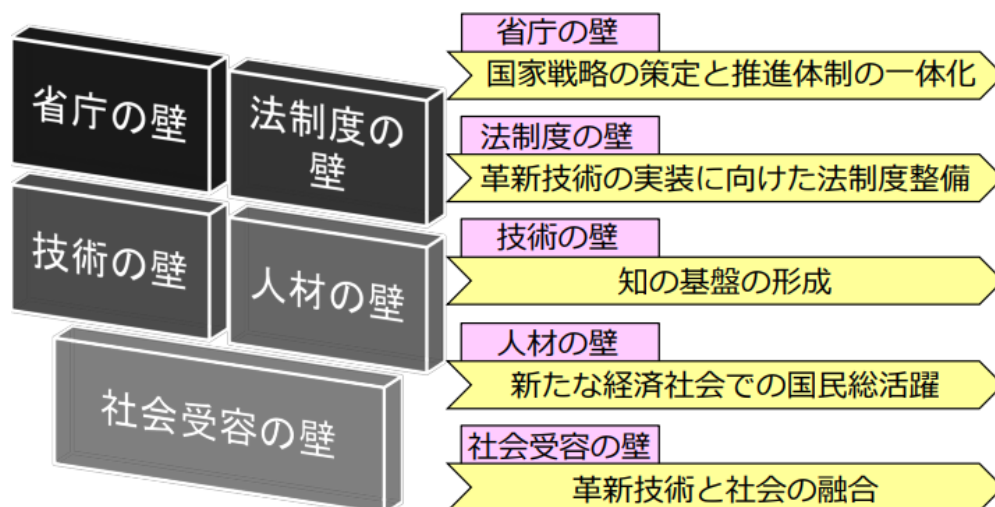 省庁の壁
法制度の
壁
技術の壁
人材の壁
社会受容の壁
省庁の壁
国家戦略の策定と推進体制の一体化
法制度の壁
革新技術の実装に向けた法制度整備
技術の壁
知の基盤の形成
人材の壁
新たな経済社会での国民総活躍
社会受容の壁
革新技術と社会の融合